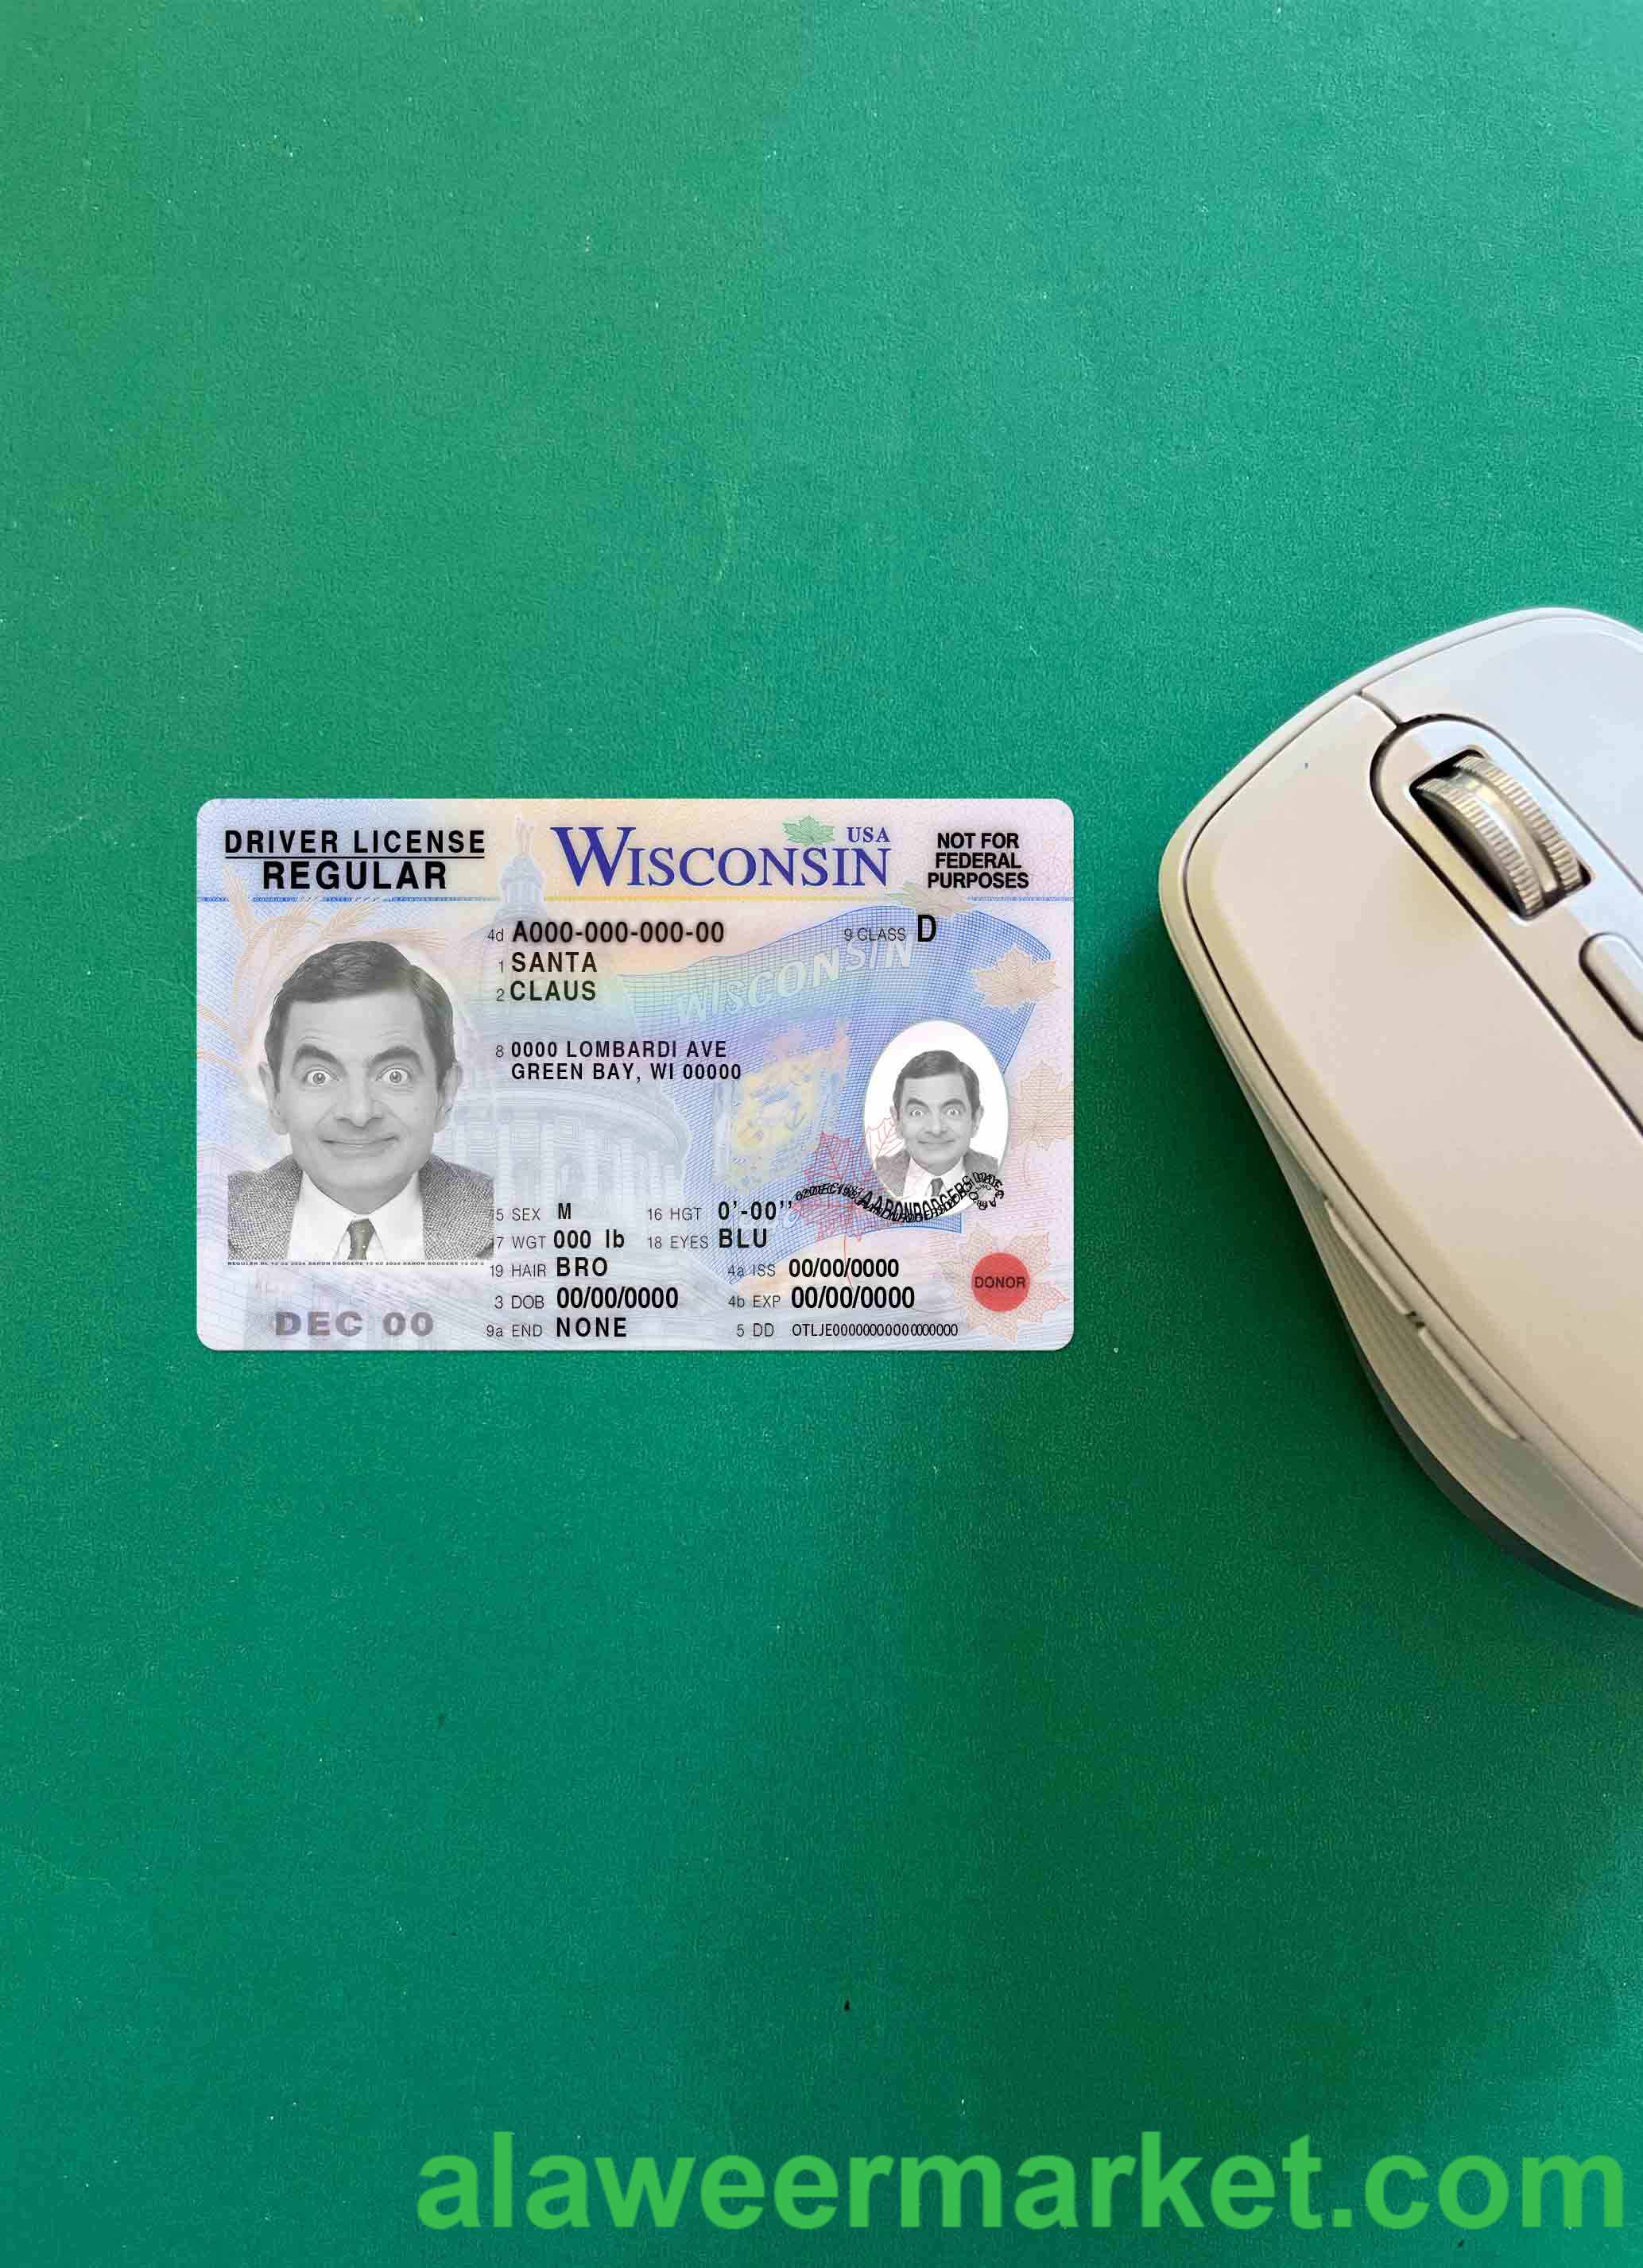 DRIVER LICENSE
REGULAR
WISCONSIN
USA
NOT FOR
FEDERAL
PURPOSES
4d A000-000-000-00
9 CLASS D
1 SANTA
2 CLAUS
WISCONSIN
8 0000 LOMBARDI AVE
GREEN BAY, WI 00000
15 SEX M
16 HGT 0'-00''
17 WGT 000 lb
18 EYES BLU
19 HAIR BRO
4a ISS 00/00/0000
3 DOB 00/00/0000
4b EXP 00/00/0000
DONOR
DEC 00
9a END NONE
5 DD OTLJE00000000000000000
alaweermarket.com